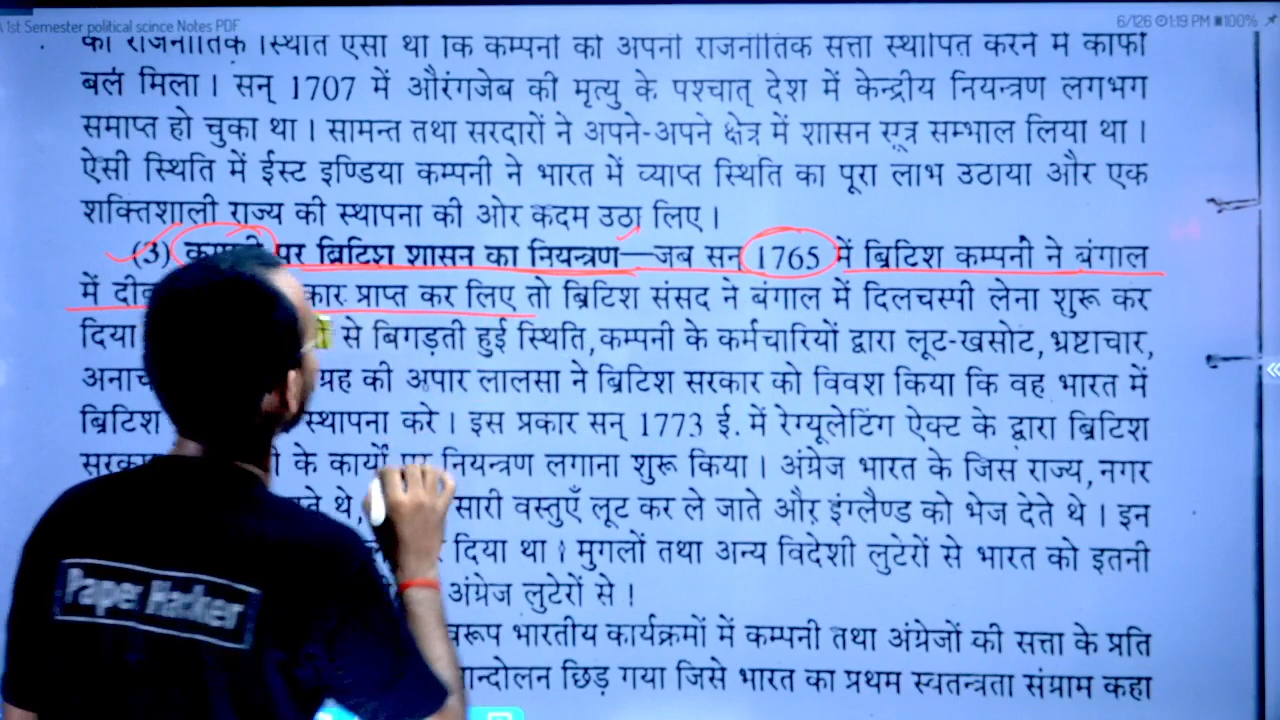 A 1st Semester political scince Notes PDF
6/126 1:19 PM 100%
की राजनीतिक स्थिति ऐसी थी कि कम्पनी को अपनी राजनीतिक सत्ता स्थापित करने में काफी
बल मिला । सन् 1707 में औरंगजेब की मृत्यु के पश्चात् देश में केन्द्रीय नियन्त्रण लगभग
समाप्त हो चुका था । सामन्त तथा सरदारों ने अपने-अपने क्षेत्र में शासन सूत्र सम्भाल लिया था ।
ऐसी स्थिति में ईस्ट इण्डिया कम्पनी ने भारत में व्याप्त स्थिति का पूरा लाभ उठाया और एक
शक्तिशाली राज्य की स्थापना की ओर कदम उठा लिए ।
(3) कम्पनी पर ब्रिटिश शासन का नियन्त्रण—जब सन् 1765 में ब्रिटिश कम्पनी ने बंगाल
में कार प्राप्त कर लिए तो ब्रिटिश संसद ने बंगाल में दिलचस्पी लेना शुरू कर
दिया से बिगड़ती हुई स्थिति, कम्पनी के कर्मचारियों द्वारा लूट-खसोट, भ्रष्टाचार,
ग्रह की अपार लालसा ने ब्रिटिश सरकार को विवश किया कि वह भारत में
ब्रिटिश स्थापना करे । इस प्रकार सन् 1773 ई. में रेग्यूलेटिंग ऐक्ट के द्वारा ब्रिटिश
के कार्यों पर नियन्त्रण लगाना शुरू किया । अंग्रेज भारत के जिस राज्य, नगर
थे, सारी वस्तुएँ लूट कर ले जाते और इंग्लैण्ड को भेज देते थे । इन
दिया था । मुगलों तथा अन्य विदेशी लुटेरों से भारत को इतनी
अंग्रेज लुटेरों से ।
Paper Hacker
वरूप भारतीय कार्यक्रमों में कम्पनी तथा अंग्रेजों की सत्ता के प्रति
न्दोलन छिड़ गया जिसे भारत का प्रथम स्वतन्त्रता संग्राम कहा